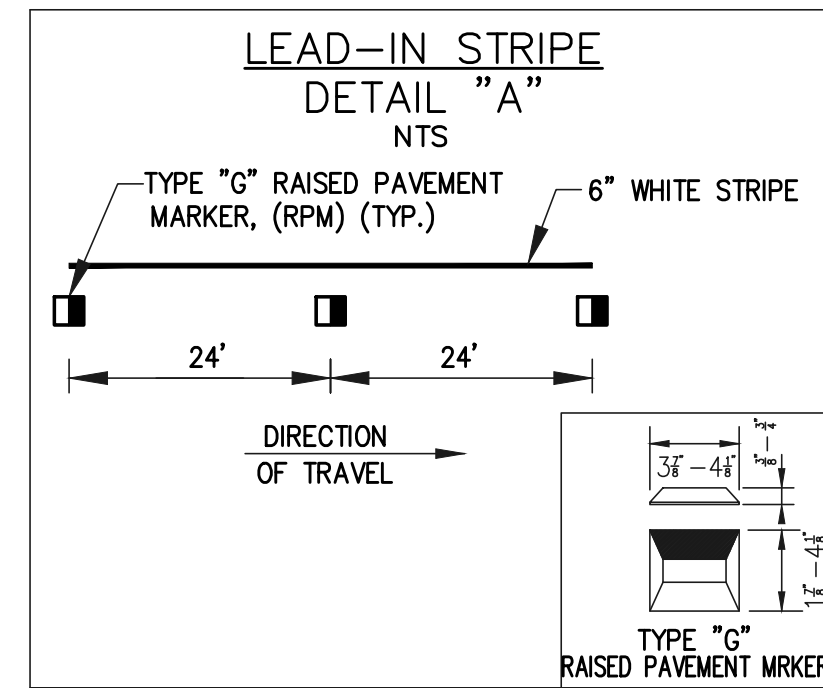 LEAD-IN STRIPE
DETAIL "A"
NTS
TYPE "G" RAISED PAVEMENT
MARKER, (RPM) (TYP.)
6" WHITE STRIPE
24'
24'
DIRECTION
OF TRAVEL
3⅞" - 4⅛"
⅜" - ¾"
1⅞" - 4⅛"
TYPE "G"
RAISED PAVEMENT MRKER